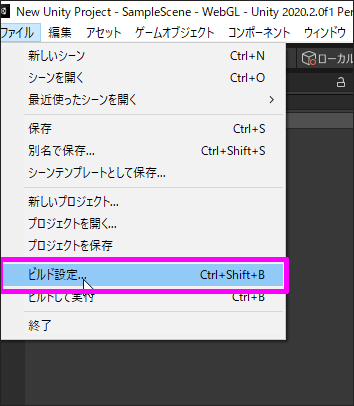 New Unity Project - SampleScene - WebGL - Unity 2020.2.0f1 Per
ファイル 編集 アセット ゲームオブジェクト コンポーネント ウィンドウ
新しいシーン Ctrl+N
ローカル
シーンを開く Ctrl+O
最近使ったシーンを開く >
保存 Ctrl+S
別名で保存... Ctrl+Shift+S
シーンテンプレートとして保存...
新しいプロジェクト...
プロジェクトを開く...
プロジェクトを保存
ビルド設定... Ctrl+Shift+B
ビルドして実行 Ctrl+B
終了